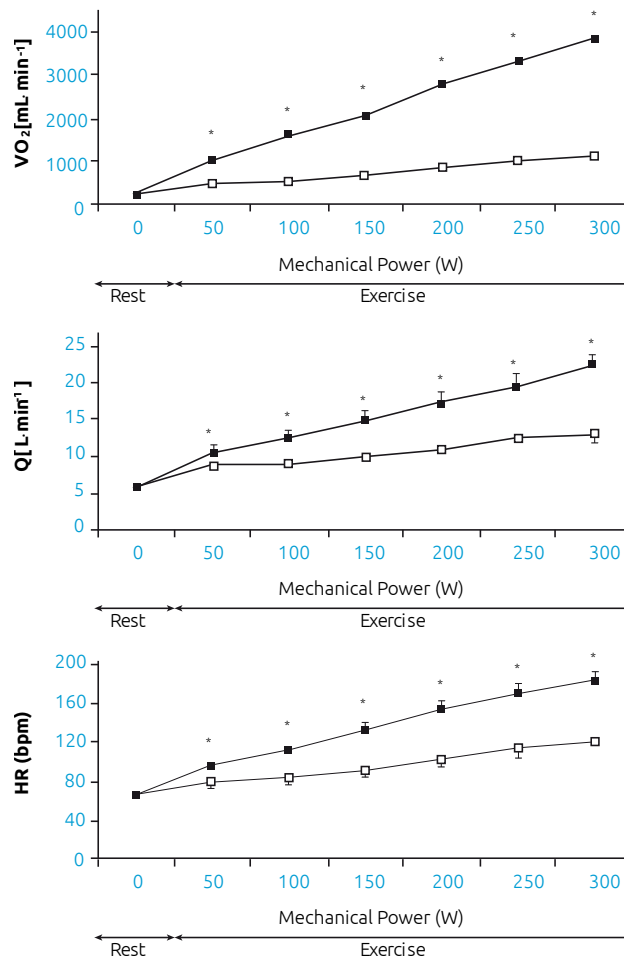 VO₂[mL· min⁻¹]
4000
3000
2000
1000
0
* * * * * *
0 50 100 150 200 250 300
Mechanical Power (W)
Rest Exercise
Q[L·min⁻¹]
25
20
15
10
5
0
* * * * * *
0 50 100 150 200 250 300
Mechanical Power (W)
Rest Exercise
HR (bpm)
200
160
120
80
40
0
* * * * * *
0 50 100 150 200 250 300
Mechanical Power (W)
Rest Exercise